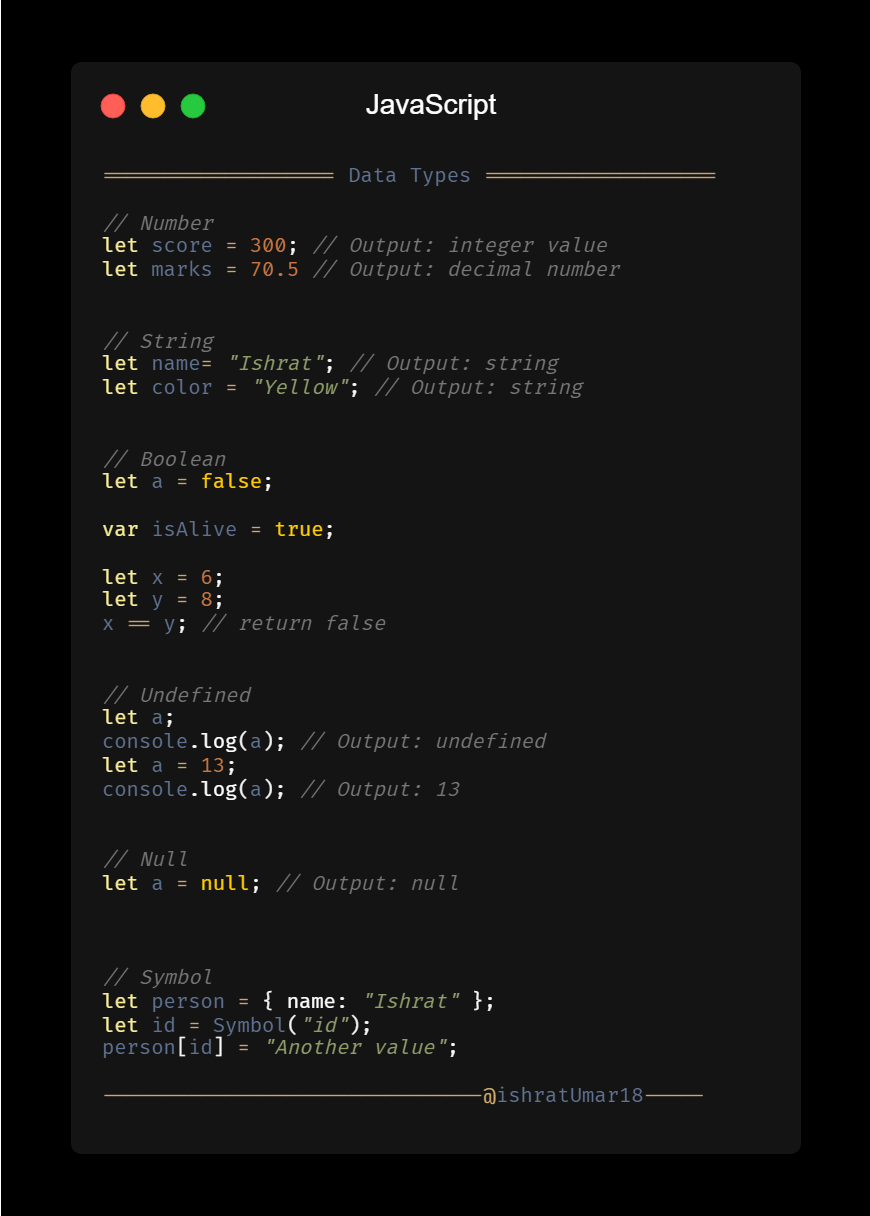 JavaScript
=================== Data Types ===================
// Number
let score = 300; // Output: integer value
let marks = 70.5 // Output: decimal number
// String
let name= "Ishrat"; // Output: string
let color = "Yellow"; // Output: string
// Boolean
let a = false;
var isAlive = true;
let x = 6;
let y = 8;
x == y; // return false
// Undefined
let a;
console.log(a); // Output: undefined
let a = 13;
console.log(a); // Output: 13
// Null
let a = null; // Output: null
// Symbol
let person = { name: "Ishrat" };
let id = Symbol("id");
person[id] = "Another value";
-------------------------------@ishratUmar18-----